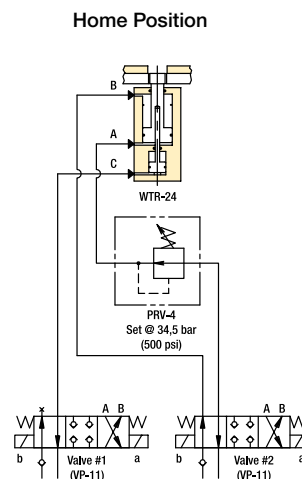 Home Position
B
A
C
WTR-24
PRV-4
Set @ 34,5 bar
(500 psi)
A B
A B
b
Valve #1
(VP-11)
a
b
Valve #2
(VP-11)
a